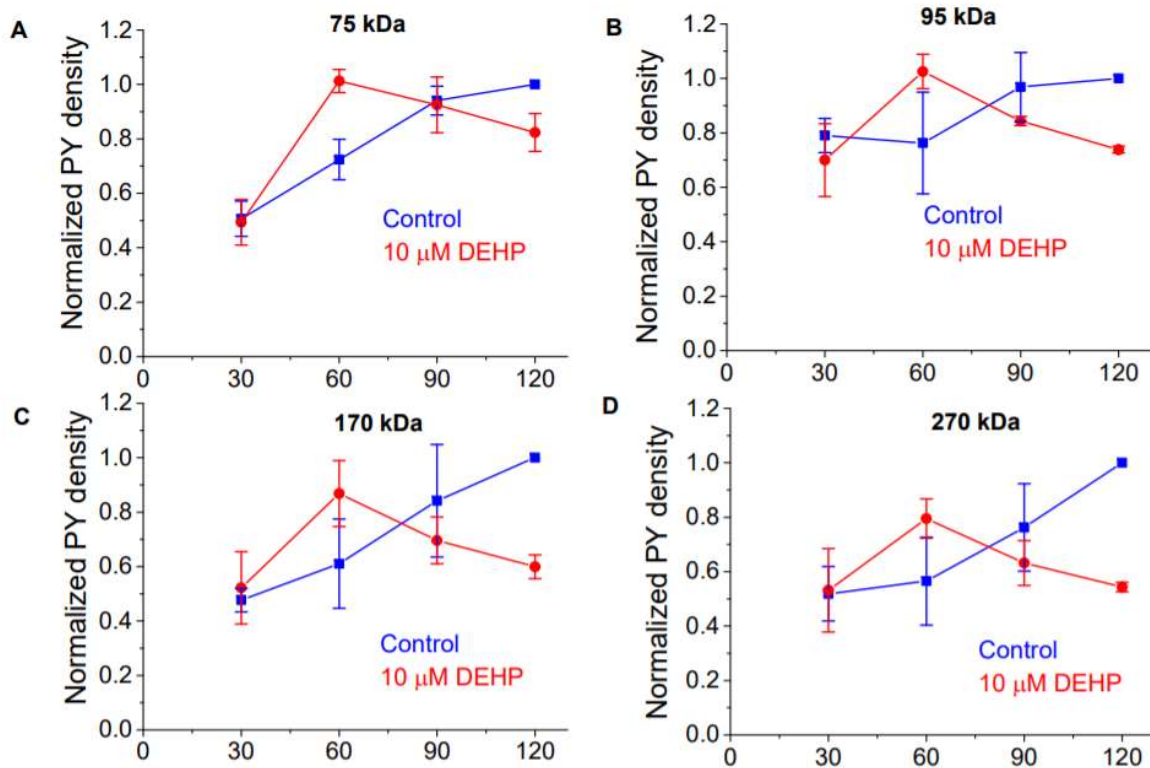 A
75 kDa
Normalized PY density
1.2
1.0
0.8
0.6
0.4
0.2
0.0
Control
10 μM DEHP
0 30 60 90 120
B
95 kDa
Normalized PY density
1.2
1.0
0.8
0.6
0.4
0.2
0.0
Control
10 μM DEHP
0 30 60 90 120
C
170 kDa
Normalized PY density
1.2
1.0
0.8
0.6
0.4
0.2
0.0
Control
10 μM DEHP
0 30 60 90 120
D
270 kDa
Normalized PY density
1.2
1.0
0.8
0.6
0.4
0.2
0.0
Control
10 μM DEHP
0 30 60 90 120